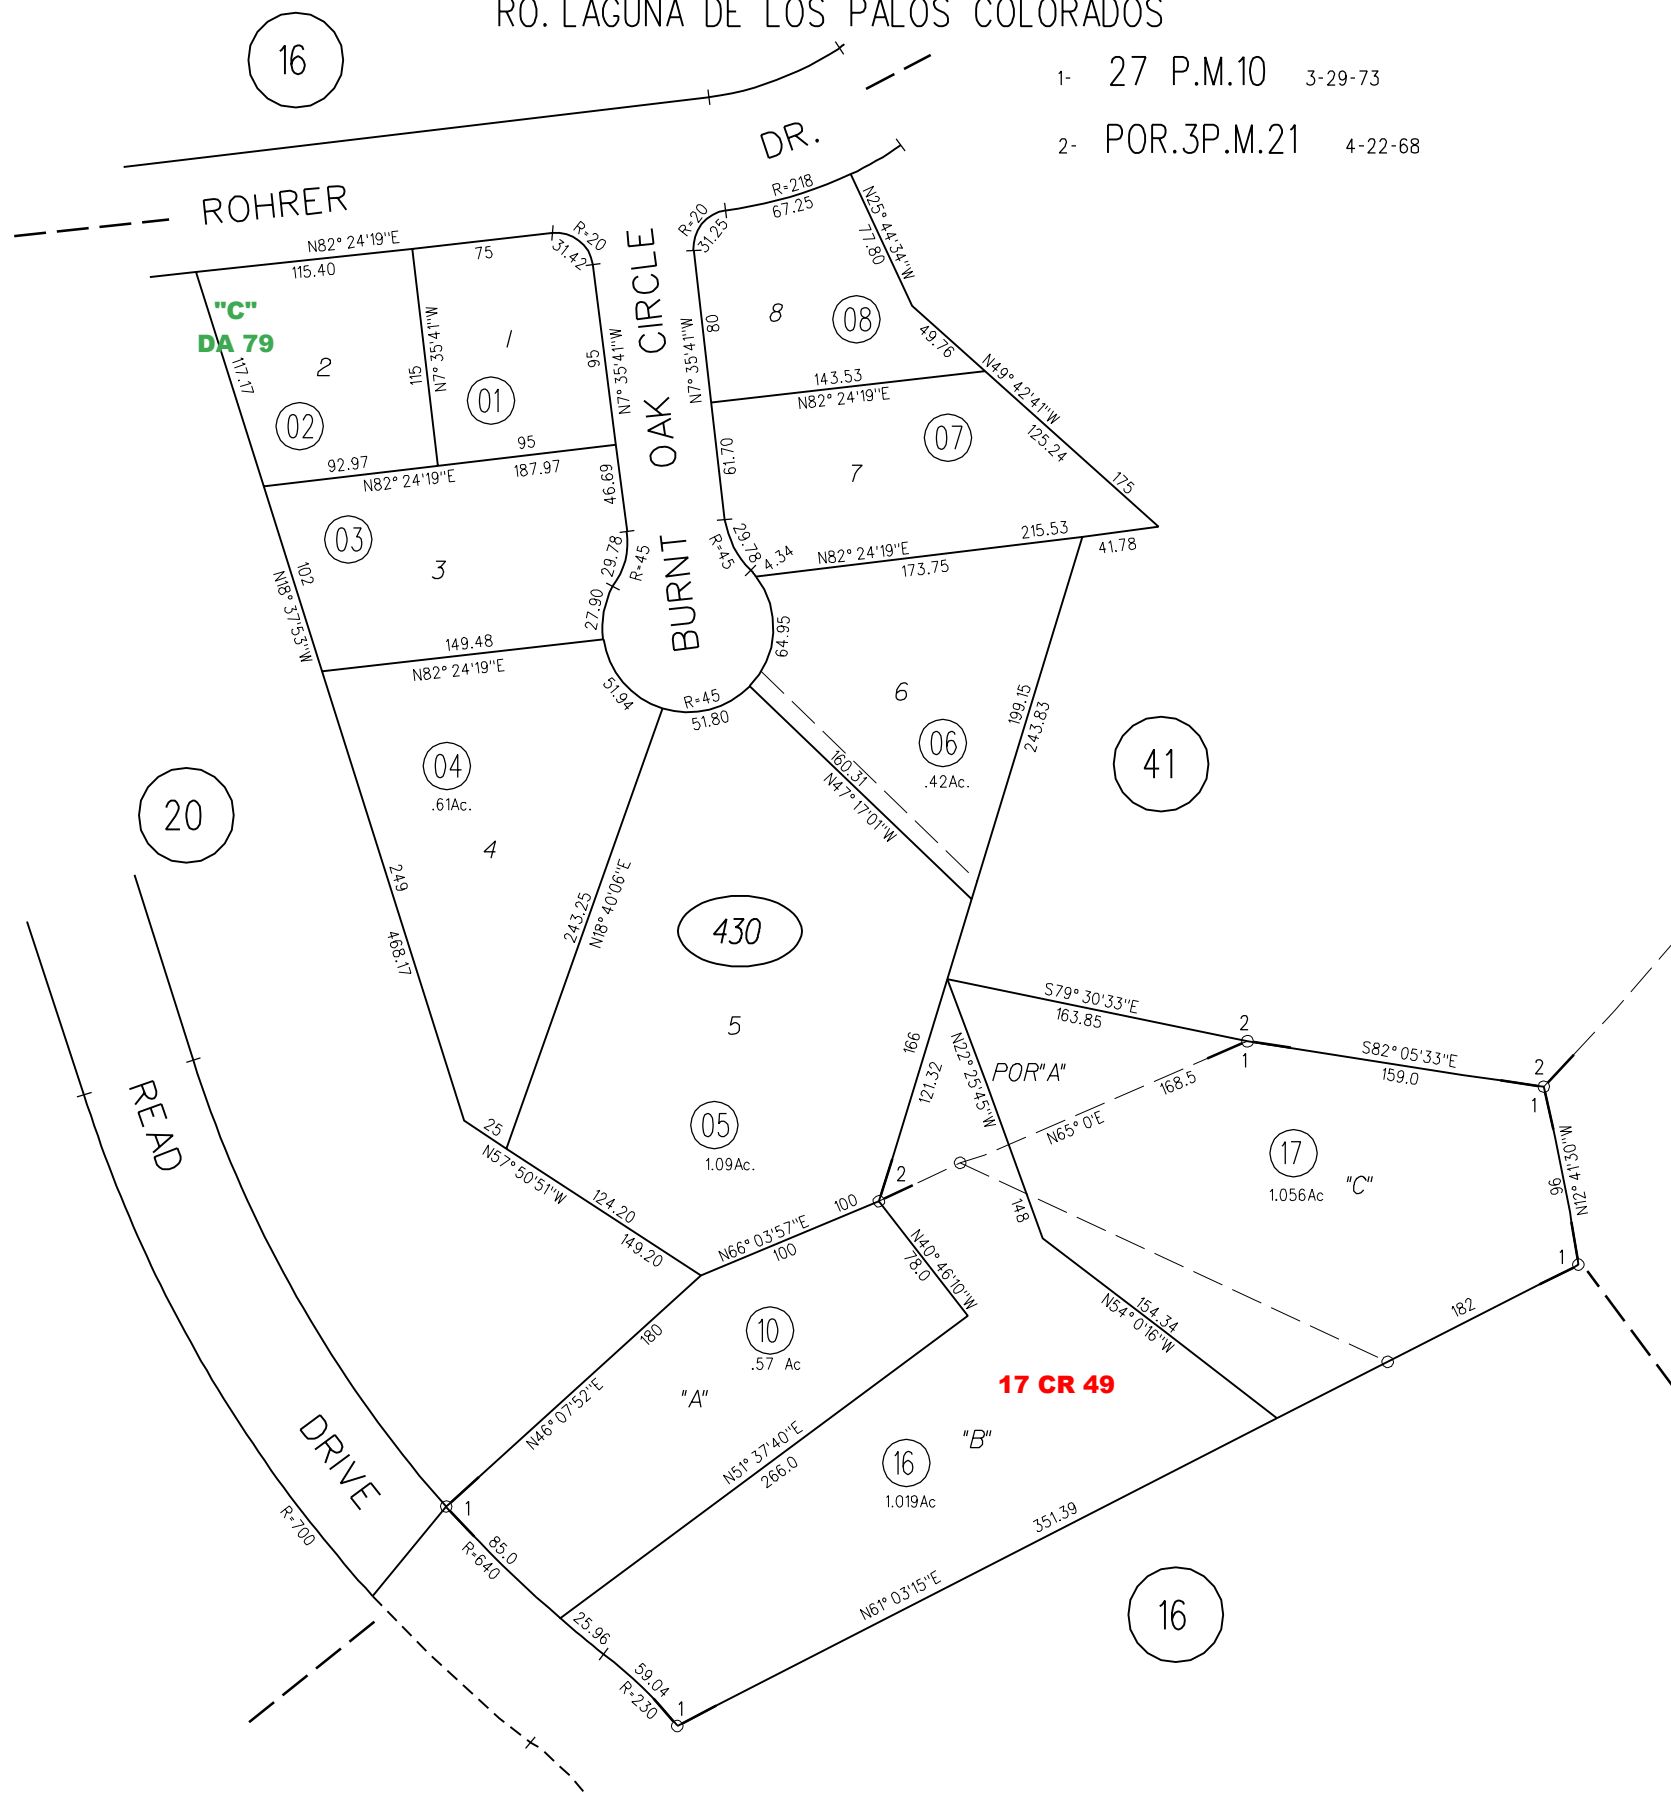 RO. LAGUNA DE LOS PALOS COLORADOS
16
1- 27 P.M.10 3-29-73
2- POR.3P.M.21 4-22-68
ROHRER
DR.
N82° 24'19"E
115.40
75
R=20
31.42
R=20
31.25
R=218
67.25
N25° 44'34"W
77.80
"C"
DA 79
117.17
2
02
115
N7° 35'41"W
1
01
95
N7° 35'41"W
BURNT OAK CIRCLE
N7° 35'41"W
80
8
08
49.76
N49° 42'41"W
125.24
175
143.53
N82° 24'19"E
92.97
N82° 24'19"E
95
187.97
46.69
61.70
7
07
03
3
102
N18° 37'53"W
29.78
R=45
27.90
29.78
R=45
4.34
N82° 24'19"E
173.75
215.53
41.78
149.48
N82° 24'19"E
51.94
R=45
51.80
64.95
6
06
.42Ac.
199.15
243.83
41
20
04
.61Ac.
4
249
468.17
160.31
N47° 17'01"W
243.25
N18° 40'06"E
430
5
05
1.09Ac.
166
121.32
S79° 30'33"E
163.85
2
1
S82° 05'33"E
159.0
2
1
N22° 25'45"W
148
POR"A"
168.5
N65° 0'E
17
1.056Ac
"C"
N12° 41'30"W
96
1
182
READ
DRIVE
25
N57° 50'51"W
124.20
149.20
N66° 03'57"E
100
100
1
2
N40° 46'10"W
78.0
10
.57 Ac
"A"
180
N46° 07'52"E
154.34
N54° 0'16"W
17 CR 49
"B"
16
1.019Ac
N51° 37'40"E
266.0
351.39
N61° 03'15"E
R=700
1
85.0
R=640
25.96
59.04
R=230
1
16